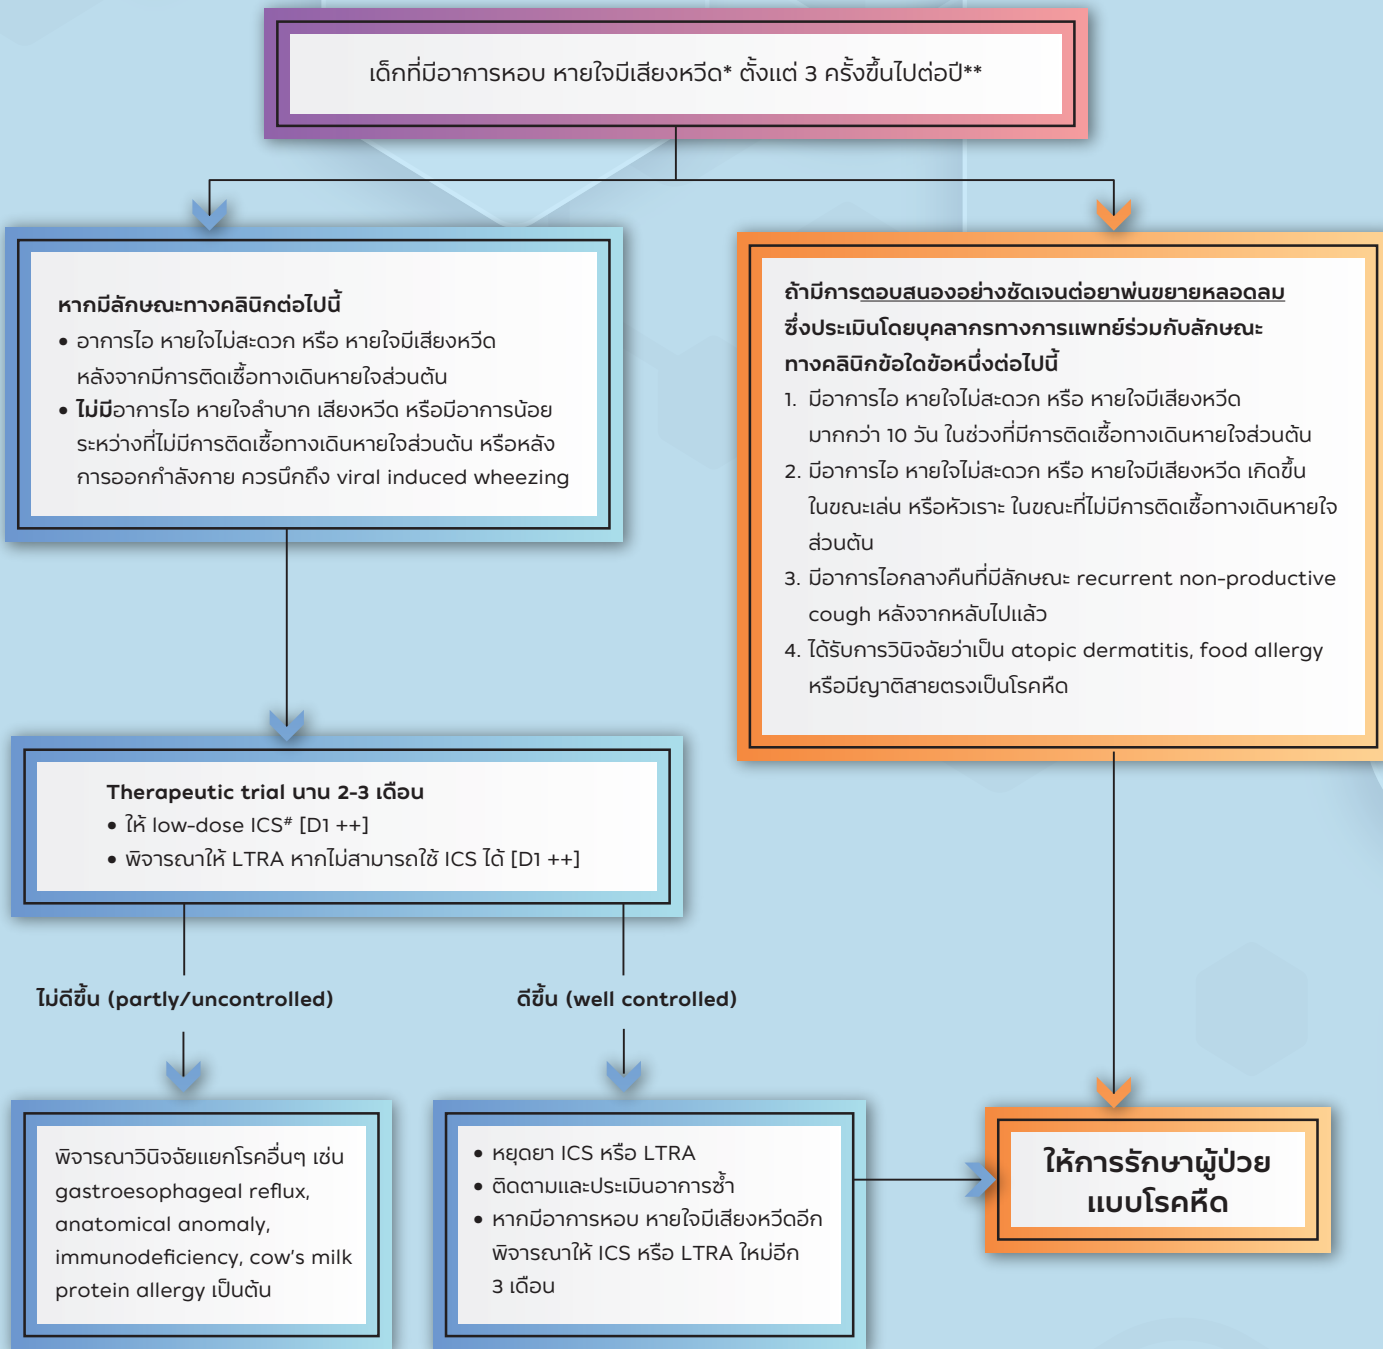 เด็กที่มีอาการหอบ หายใจมีเสียงหวีด* ตั้งแต่ 3 ครั้งขึ้นไปต่อปี**
หากมีลักษณะทางคลินิกต่อไปนี้
• อาการไอ หายใจไม่สะดวก หรือ หายใจมีเสียงหวีด
หลังจากมีการติดเชื้อทางเดินหายใจส่วนต้น
• ไม่มีอาการไอ หายใจลำบาก เสียงหวีด หรือมีอาการน้อย
ระหว่างที่ไม่มีการติดเชื้อทางเดินหายใจส่วนต้น หรือหลัง
การออกกำลังกาย ควรนึกถึง viral induced wheezing
ถ้ามีการตอบสนองอย่างชัดเจนต่อยาพ่นขยายหลอดลม
ซึ่งประเมินโดยบุคลากรทางการแพทย์ร่วมกับลักษณะ
ทางคลินิกข้อใดข้อหนึ่งต่อไปนี้
1. มีอาการไอ หายใจไม่สะดวก หรือ หายใจมีเสียงหวีด
มากกว่า 10 วัน ในช่วงที่มีการติดเชื้อทางเดินหายใจส่วนต้น
2. มีอาการไอ หายใจไม่สะดวก หรือ หายใจมีเสียงหวีด เกิดขึ้น
ในขณะเล่น หรือหัวเราะ ในขณะที่ไม่มีการติดเชื้อทางเดินหายใจ
ส่วนต้น
3. มีอาการไอกลางคืนที่มีลักษณะ recurrent non-productive
cough หลังจากหลับไปแล้ว
4. ได้รับการวินิจฉัยว่าเป็น atopic dermatitis, food allergy
หรือมีญาติสายตรงเป็นโรคหืด
Therapeutic trial นาน 2-3 เดือน
• ให้ low-dose ICS# [D1 ++]
• พิจารณาให้ LTRA หากไม่สามารถใช้ ICS ได้ [D1 ++]
ไม่ดีขึ้น (partly/uncontrolled)
ดีขึ้น (well controlled)
พิจารณาวินิจฉัยแยกโรคอื่นๆ เช่น
gastroesophageal reflux,
anatomical anomaly,
immunodeficiency, cow's milk
protein allergy เป็นต้น
• หยุดยา ICS หรือ LTRA
• ติดตามและประเมินอาการซ้ำ
• หากมีอาการหอบ หายใจมีเสียงหวีดอีก
พิจารณาให้ ICS หรือ LTRA ใหม่อีก
3 เดือน
ให้การรักษาผู้ป่วย
แบบโรคหืด